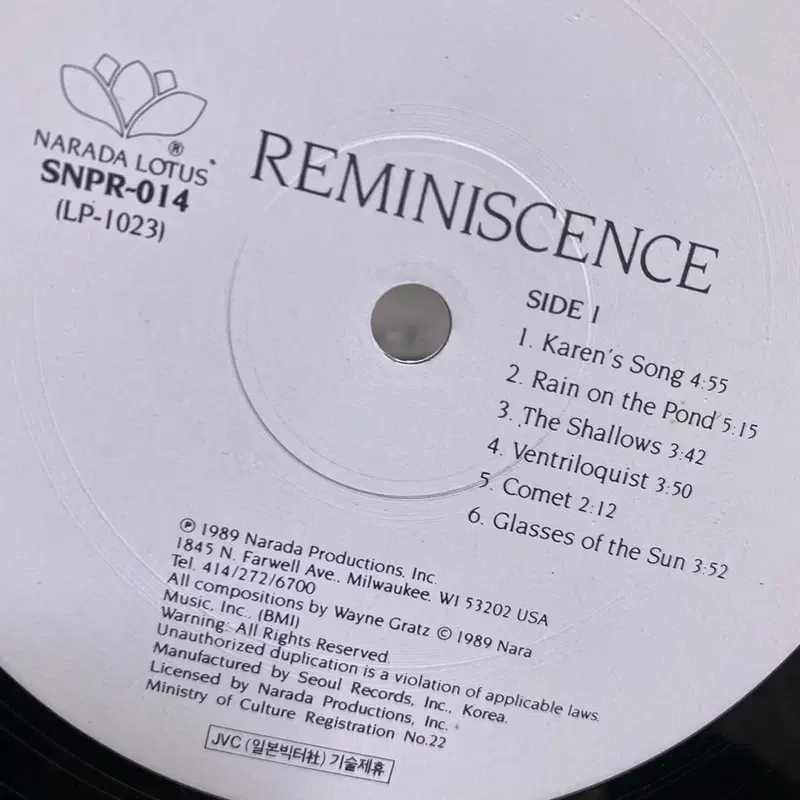 NARADA LOTUS®
SNPR-014
(LP-1023)
REMINISCENCE
SIDE 1
1. Karen's Song 4:55
2. Rain on the Pond 5:15
3. The Shallows 3:42
4. Ventriloquist 3:50
5. Comet 2:12
6. Glasses of the Sun 3:52
℗ 1989 Narada Productions, Inc.
1845 N. Farwell Ave., Milwaukee, WI 53202 USA
Tel. 414/272/6700
All compositions by Wayne Gratz © 1989 Nara
Music, Inc., (BMI)
Warning: All Rights Reserved.
Unauthorized duplication is a violation of applicable laws.
Manufactured by Seoul Records, Inc., Korea.
Licensed by Narada Productions, Inc.
Ministry of Culture Registration No.22
JVC (일본빅터社) 기술제휴